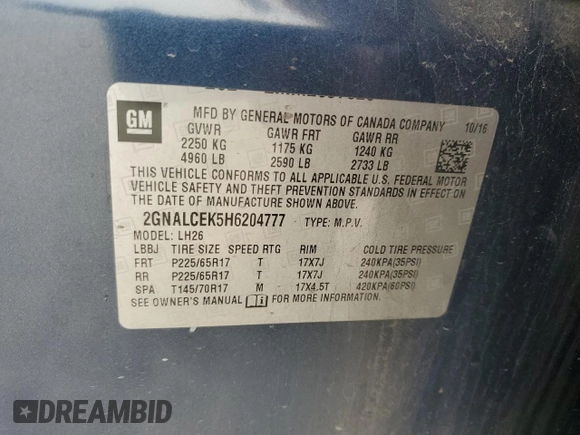 GM
MFD BY GENERAL MOTORS OF CANADA COMPANY 10/16
GVWR GAWR FRT GAWR RR
2250 KG 1175 KG 1240 KG
4960 LB 2590 LB 2733 LB
THIS VEHICLE CONFORMS TO ALL APPLICABLE U.S. FEDERAL MOTOR
VEHICLE SAFETY AND THEFT PREVENTION STANDARDS IN EFFECT ON
THE DATE OF MANUFACTURE SHOWN ABOVE.
2GNALCEK5H6204777 TYPE: M.P.V.
MODEL: LH26
LBBJ TIRE SIZE SPEED RTG RIM COLD TIRE PRESSURE
FRT P225/65R17 T 17X7J 240KPA(35PSI)
RR P225/65R17 T 17X7J 240KPA(35PSI)
SPA T145/70R17 M 17X4.5T 420KPA(60PSI)
SEE OWNER'S MANUAL FOR MORE INFORMATION.
DREAMBID